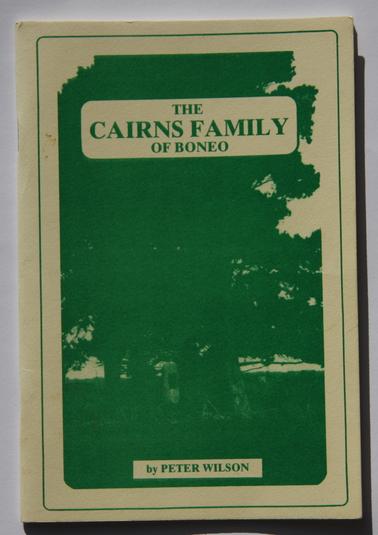 THE
CAIRNS FAMILY
OF BONEO
by PETER WILSON